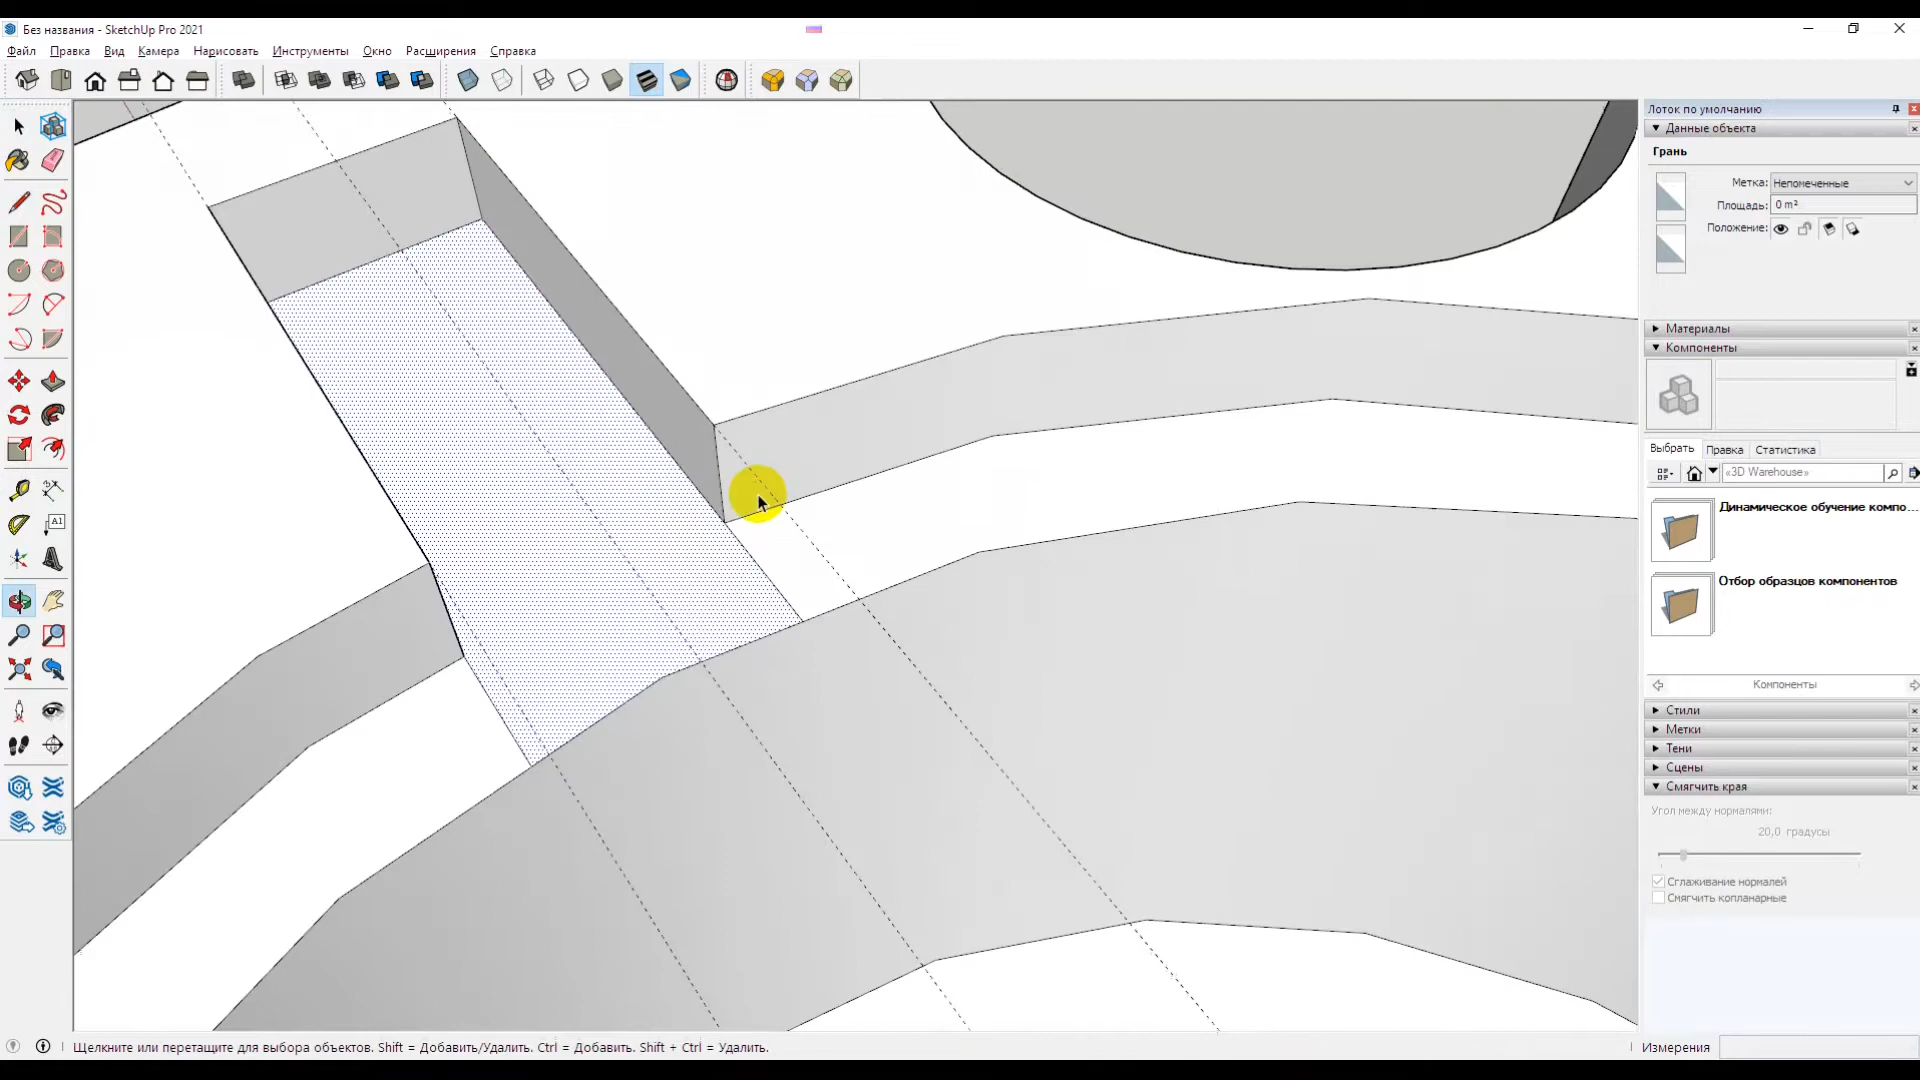 Без названия - SketchUp Pro 2021
Файл Правка Вид Камера Нарисовать Инструменты Окно Расширения Справка
Лоток по умолчанию
Данные объекта
Грань
Метка: Непомеченные
Площадь: 0 m²
Положение:
Материалы
Компоненты
Выбрать Правка Статистика
«3D Warehouse»
Динамическое обучение компо...
Отбор образцов компонентов
Компоненты
Стили
Метки
Тени
Сцены
Смягчить края
Угол между нормалями:
20,0 градусы
Сглаживание нормалей
Смягчить копланарные
A1
Щелкните или перетащите для выбора объектов. Shift = Добавить/Удалить. Ctrl = Добавить. Shift + Ctrl = Удалить.
Измерения